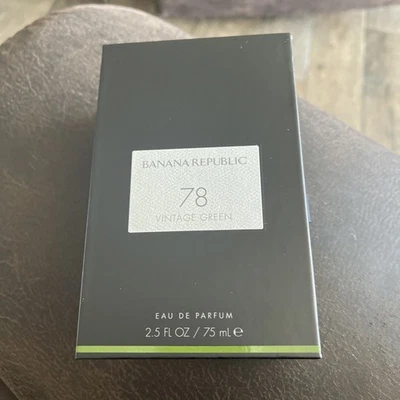 BANANA REPUBLIC
78
VINTAGE GREEN
EAU DE PARFUM
2.5 FL OZ / 75 mL ℮